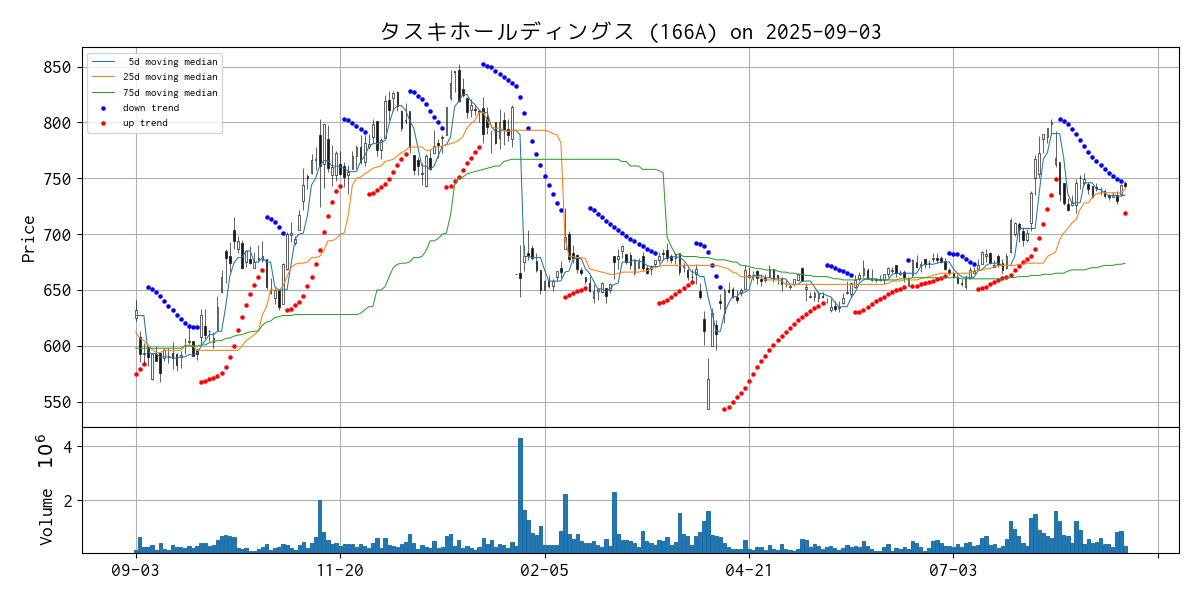 タスキホールディングス (166A) on 2025-09-03
5d moving median
25d moving median
75d moving median
down trend
up trend
Price
850
800
750
700
650
600
550
Volume 10^6
4
2
09-03 11-20 02-05 04-21 07-03